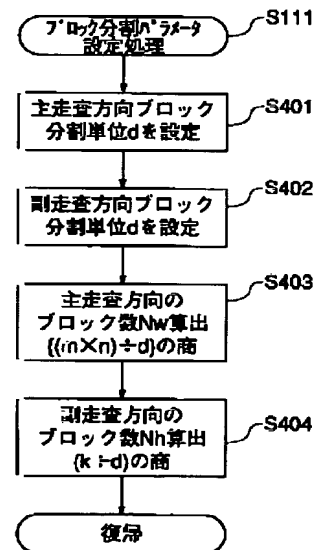 ブロック分割パラメータ
設定処理
S111
主走査方向ブロック
分割単位dを設定
S401
副走査方向ブロック
分割単位dを設定
S402
主走査方向の
ブロック数Nw算出
{(m×n)÷d}の商
S403
副走査方向の
ブロック数Nh算出
(k÷d)の商
S404
復帰